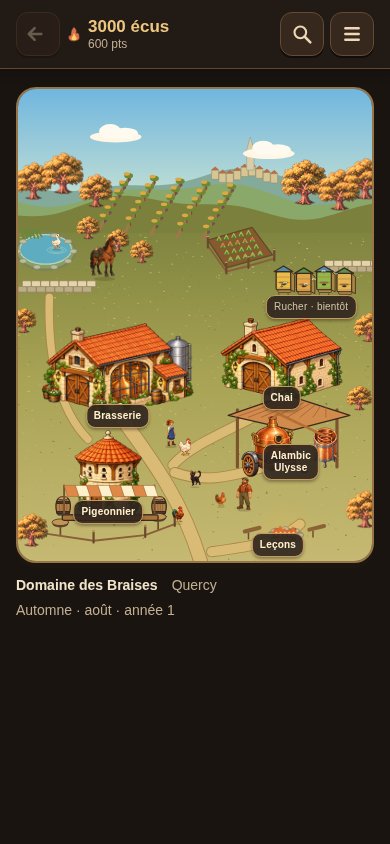 3000 écus
600 pts
Rucher · bientôt
Chai
Brasserie
Alambic
Ulysse
Pigeonnier
Leçons
Domaine des Braises Quercy
Automne · août · année 1